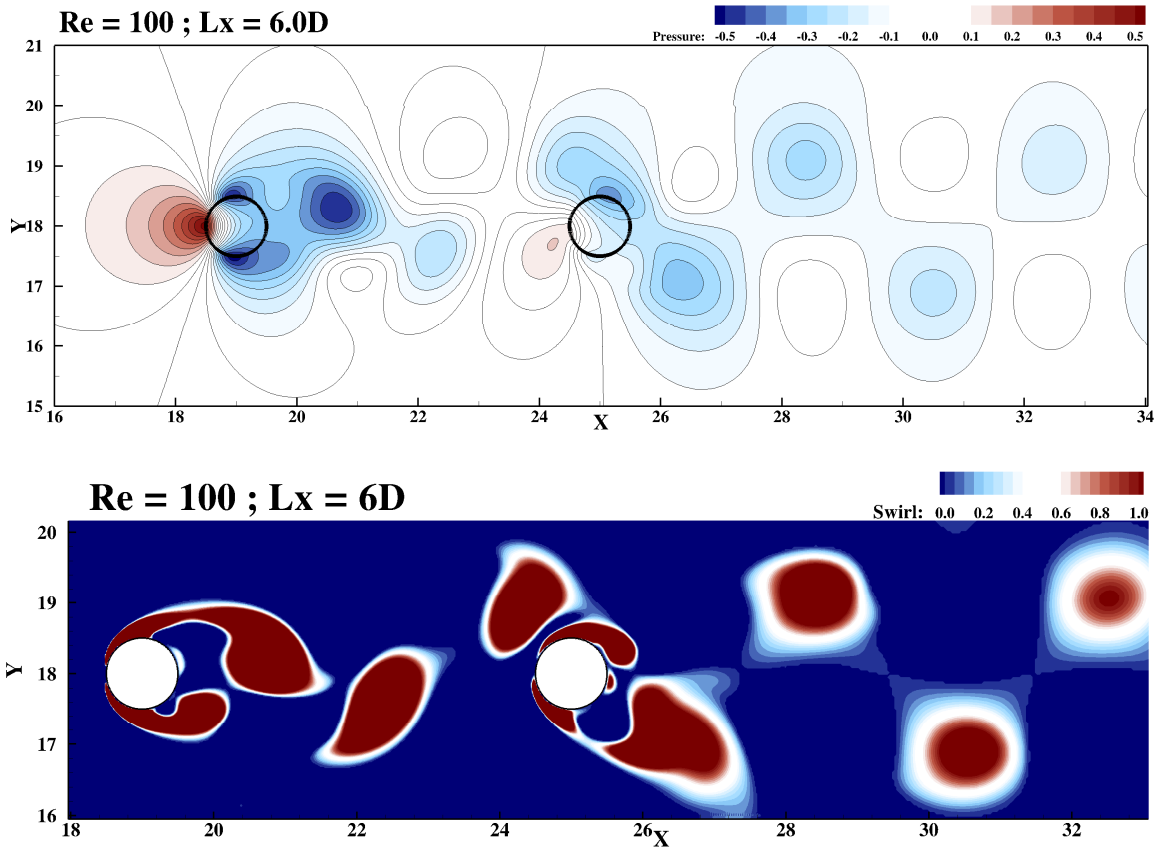 Re = 100 ; Lx = 6.0D
Pressure: -0.5 -0.4 -0.3 -0.2 -0.1 0.0 0.1 0.2 0.3 0.4 0.5
21
20
19
18
17
16
15
Y
16 18 20 22 24 26 28 30 32 34
X
Re = 100 ; Lx = 6D
Swirl: 0.0 0.2 0.4 0.6 0.8 1.0
20
19
18
17
16
Y
18 20 22 24 26 28 30 32
X